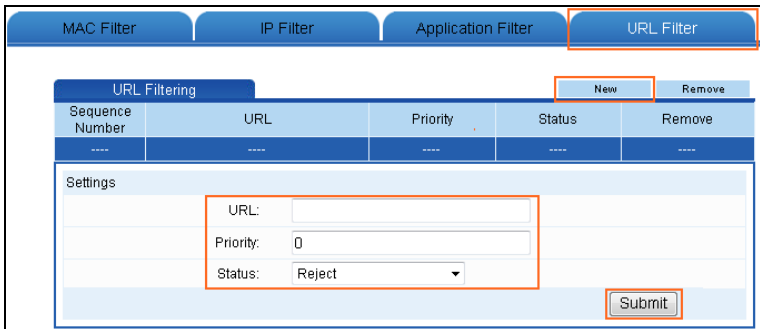 MAC Filter IP Filter Application Filter URL Filter
URL Filtering New Remove
Sequence Number URL Priority Status Remove
---- ---- ---- ---- ----
Settings
URL:
Priority: 0
Status: Reject
Submit